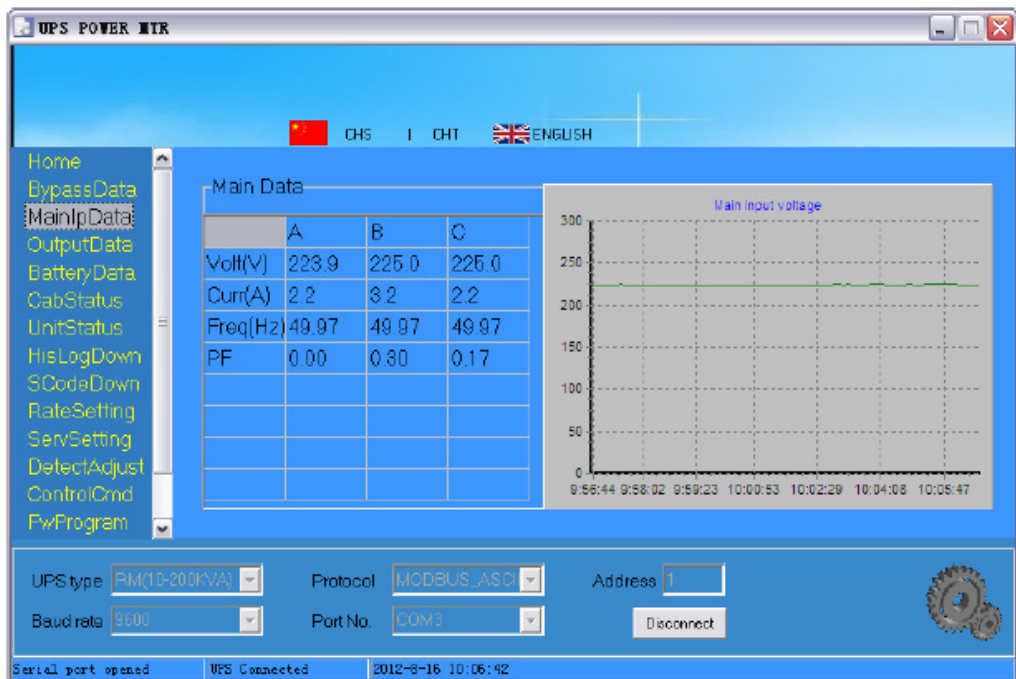 UPS POWER MTR
CHS | CHT ENGLISH
Home
BypassData
MainIpData
OutputData
BatteryData
CabStatus
UnitStatus
HisLogDown
SCodeDown
RateSetting
ServSetting
DetectAdjust
ControlCmd
FwProgram
Main Data
A B C
Volt(V) 223.9 225.0 225.0
Curr(A) 2.2 3.2 2.2
Freq(Hz) 49.97 49.97 49.97
PF 0.00 0.30 0.17
Main input voltage
300
250
200
150
100
50
0
9:56:44 9:58:02 9:59:23 10:00:53 10:02:29 10:04:08 10:05:47
UPS type RM(10-200KVA) Protocol MODBUS_ASCI Address 1
Baud rate 9600 Port No. COM3 Disconnect
Serial port opened UPS Connected 2012-8-16 10:06:42